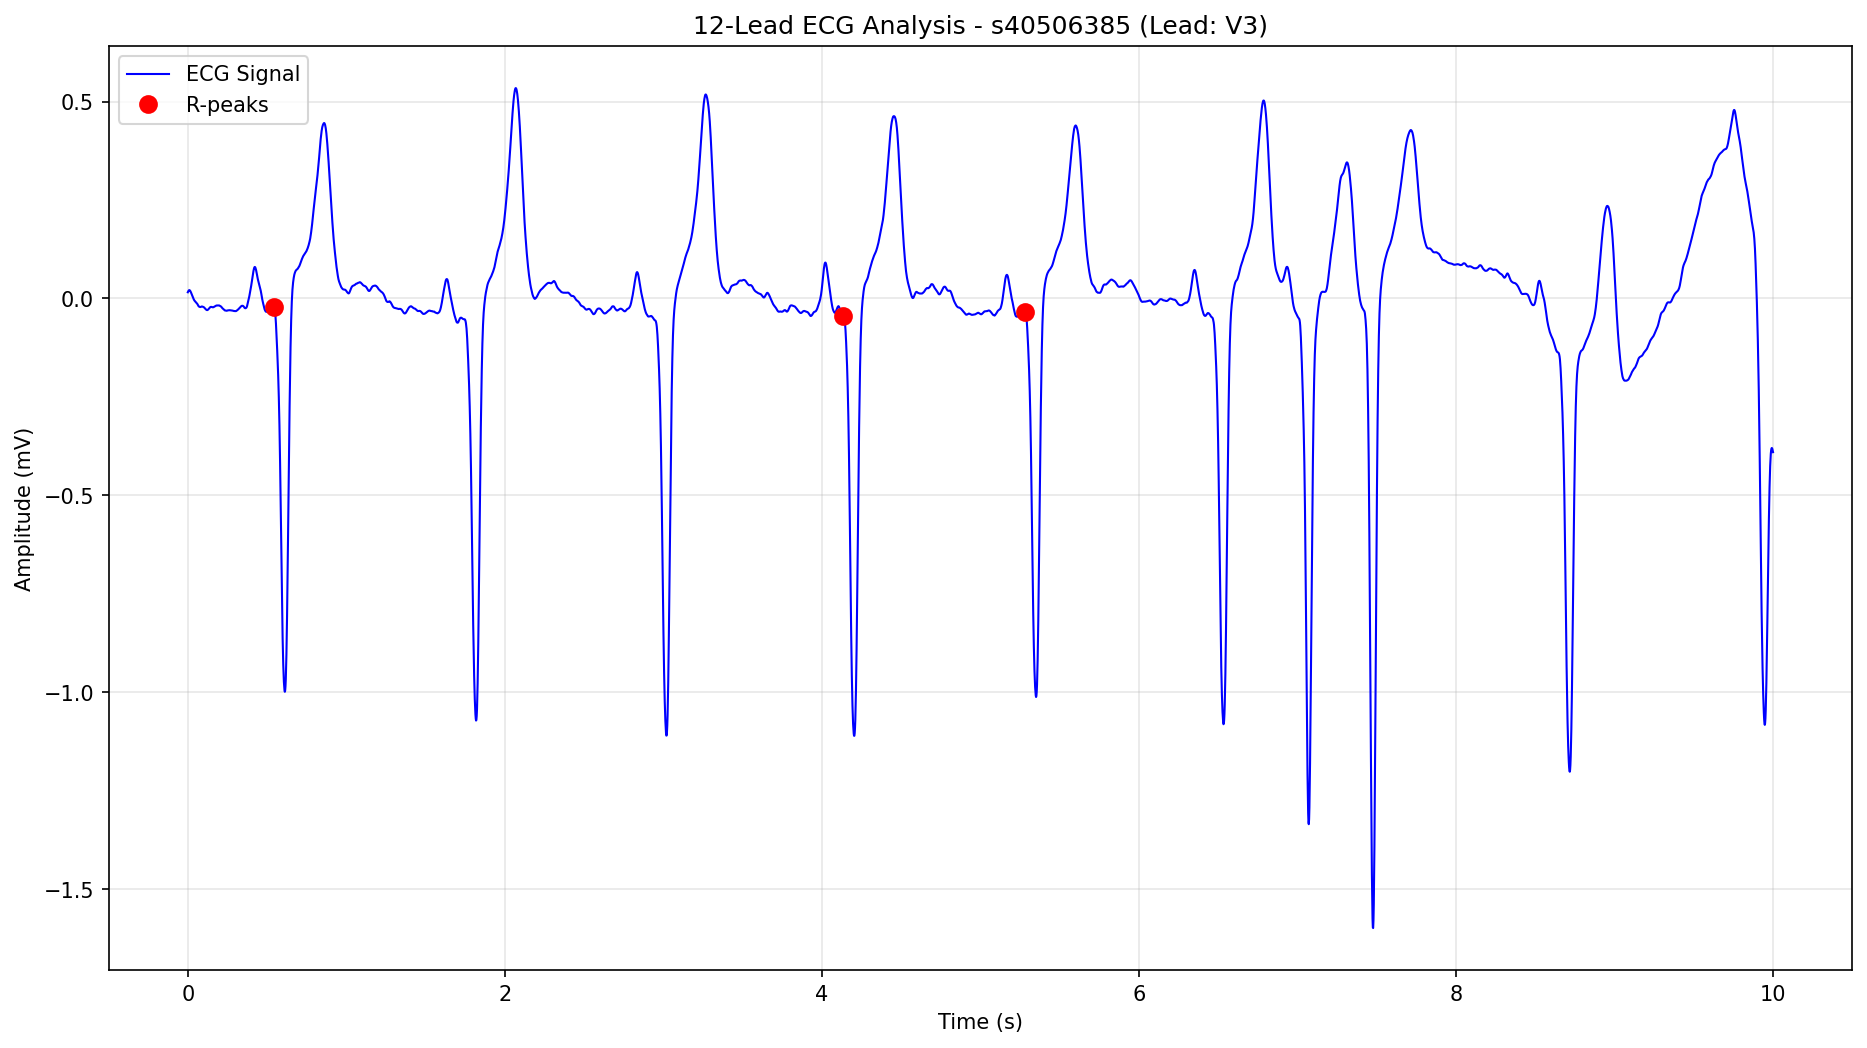 12-Lead ECG Analysis - s40506385 (Lead: V3)
ECG Signal
R-peaks
0.5
0.0
−0.5
−1.0
−1.5
Amplitude (mV)
0 2 4 6 8 10
Time (s)